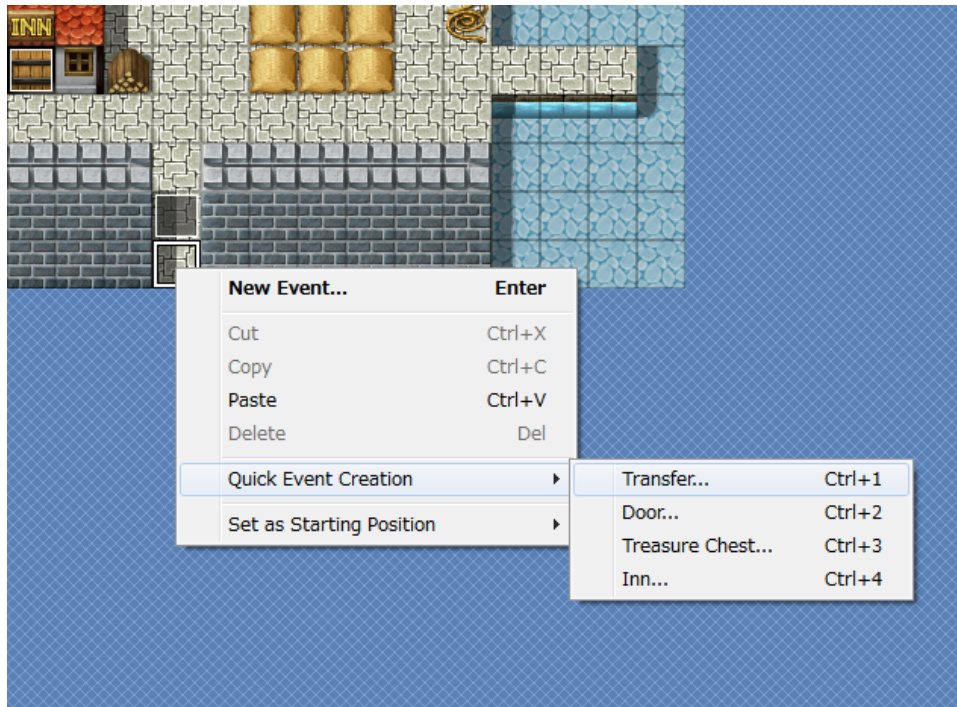 INN
New Event... Enter
Cut Ctrl+X
Copy Ctrl+C
Paste Ctrl+V
Delete Del
Quick Event Creation
Set as Starting Position
Transfer... Ctrl+1
Door... Ctrl+2
Treasure Chest... Ctrl+3
Inn... Ctrl+4